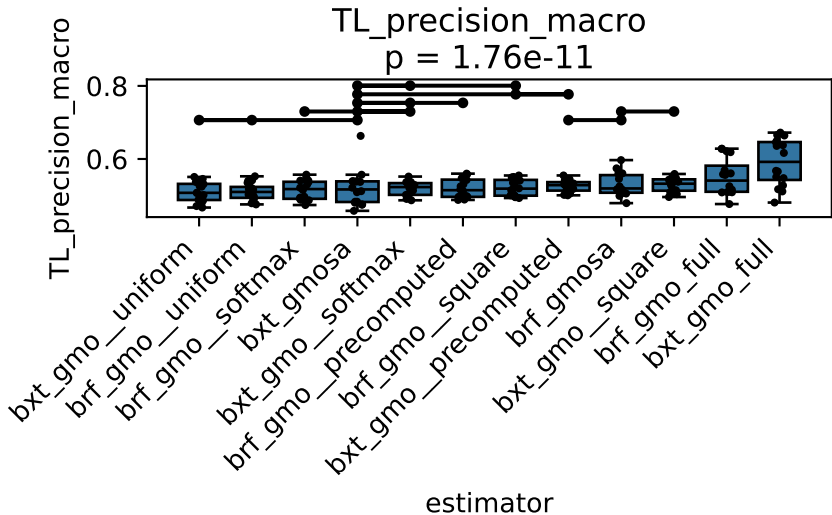 TL_precision_macro
p = 1.76e-11
TL_precision_macro
0.8
0.6
bxt_gmo__uniform
brf_gmo__uniform
brf_gmo__softmax
bxt_gmosa
bxt_gmo__softmax
brf_gmo__precomputed
brf_gmo__square
bxt_gmo__precomputed
brf_gmosa
bxt_gmo__square
brf_gmo_full
bxt_gmo_full
estimator